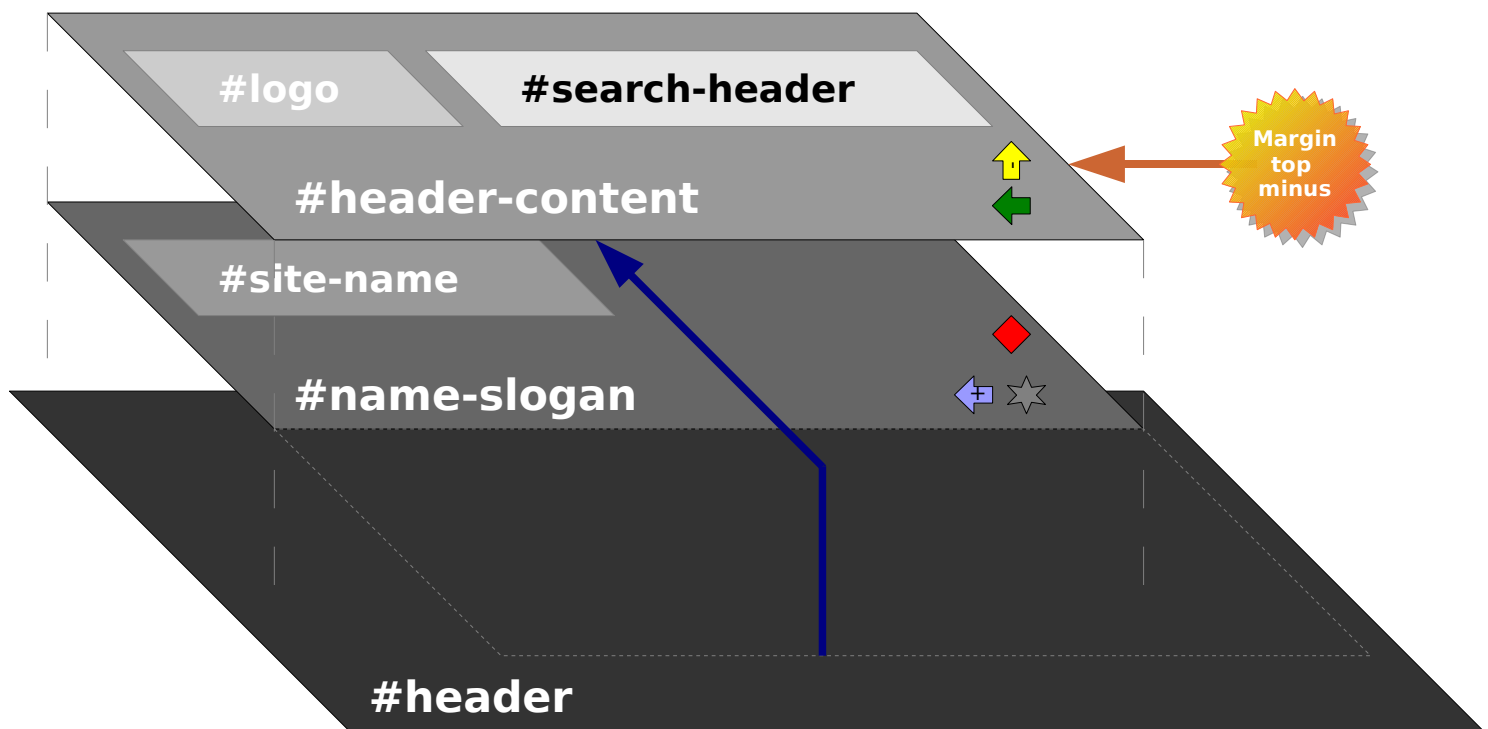 #logo
#search-header
Margin
top
minus
#header-content
#site-name
#name-slogan
+
#header